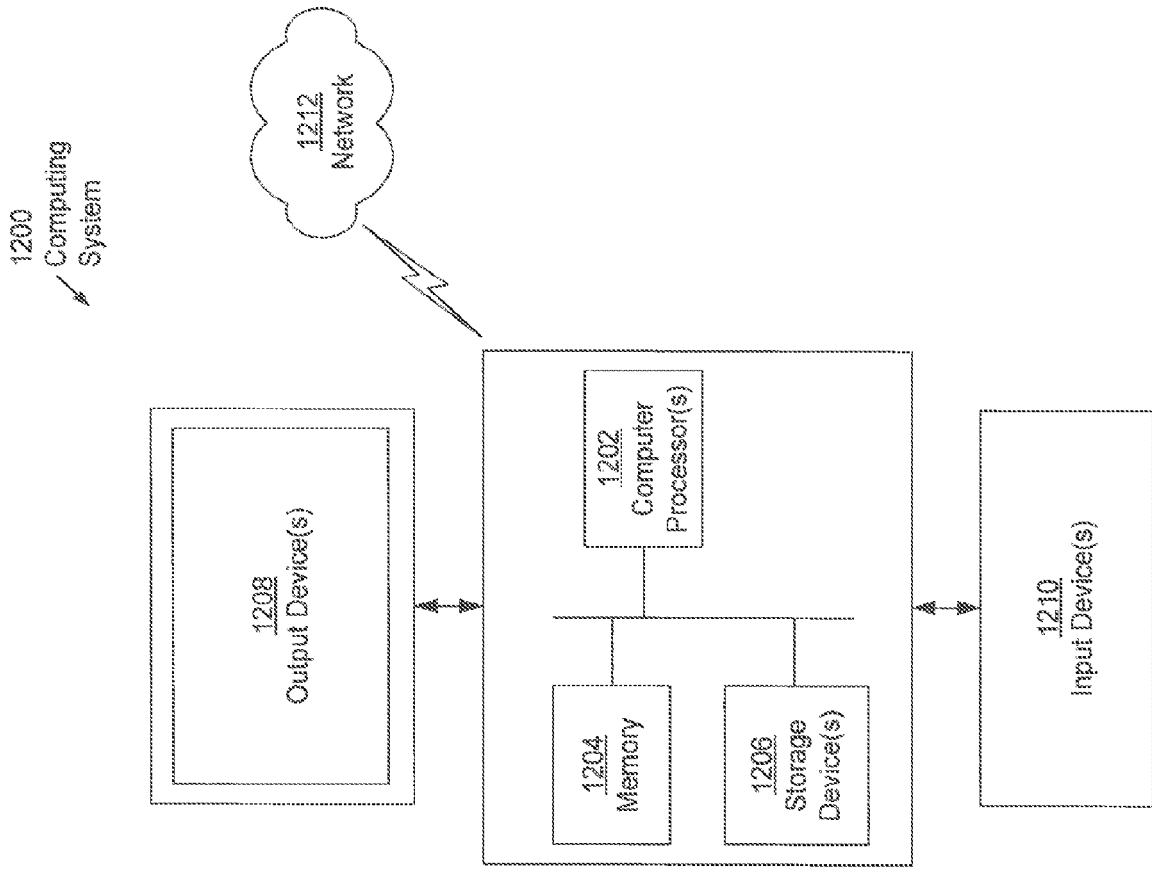 1200
Computing
System
1208
Output Device(s)
1212
Network
1204
Memory
1202
Computer
Processor(s)
1206
Storage
Device(s)
1210
Input Device(s)